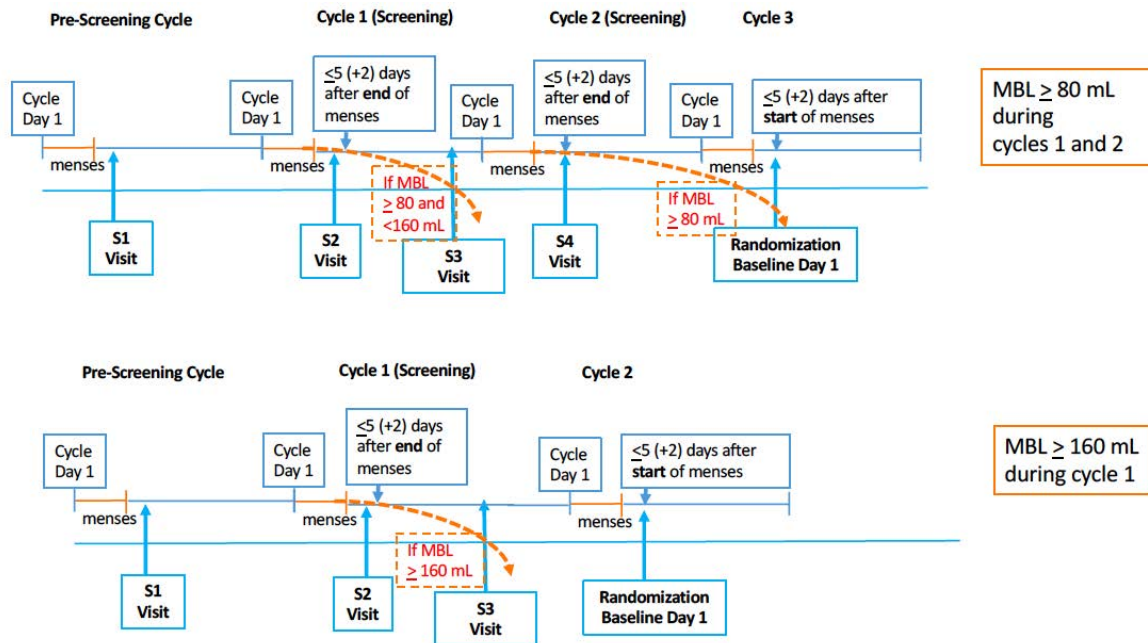 Pre-Screening Cycle
Cycle 1 (Screening)
Cycle 2 (Screening)
Cycle 3
Cycle
Day 1
Cycle
Day 1
<5 (+2) days
after end of
menses
Cycle
Day 1
<5 (+2) days
after end of
menses
Cycle
Day 1
<5 (+2) days after
start of menses
MBL ≥ 80 mL
during
cycles 1 and 2
menses
menses
menses
menses
If MBL
≥ 80 and
<160 mL
If MBL
≥ 80 mL
S1
Visit
S2
Visit
S3
Visit
S4
Visit
Randomization
Baseline Day 1
Pre-Screening Cycle
Cycle 1 (Screening)
Cycle 2
Cycle
Day 1
Cycle
Day 1
≤5 (+2) days
after end of
menses
Cycle
Day 1
≤5 (+2) days after
start of menses
MBL ≥ 160 mL
during cycle 1
menses
menses
menses
If MBL
≥ 160 mL
S1
Visit
S2
Visit
S3
Visit
Randomization
Baseline Day 1